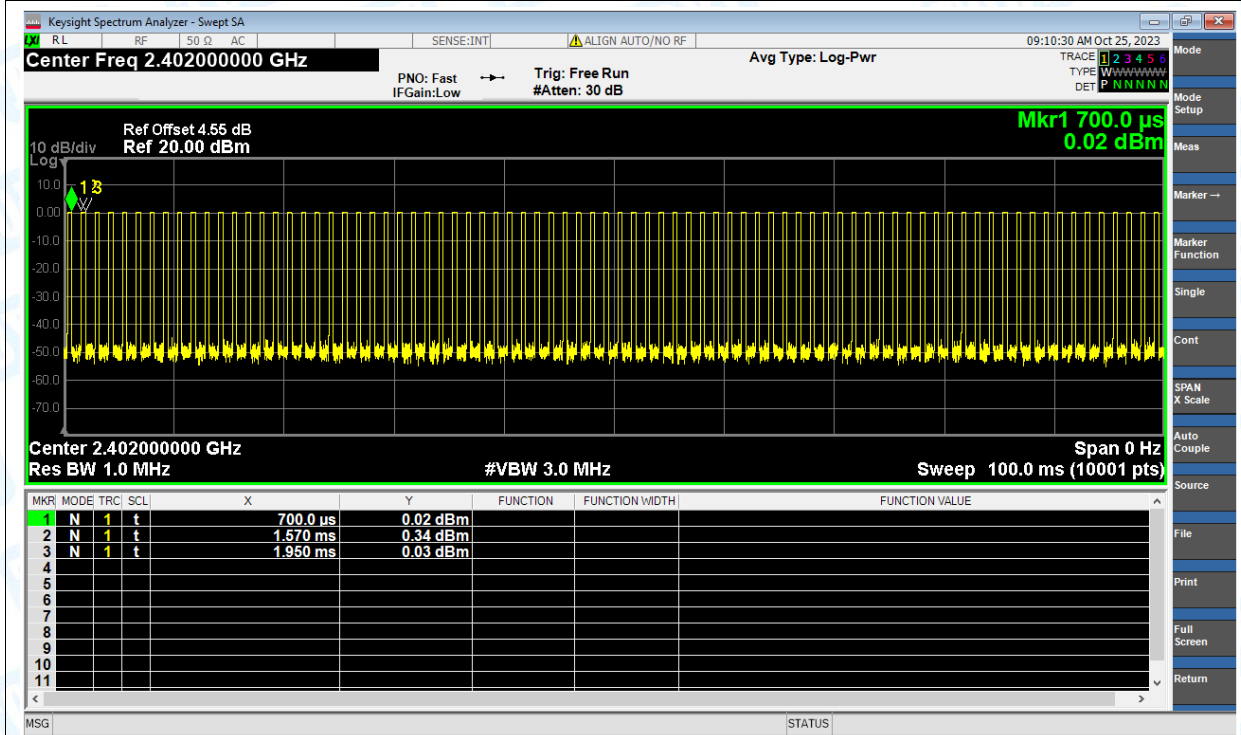 Keysight Spectrum Analyzer - Swept SA
LXI RL RF 50 Ω AC SENSE:INT ALIGN AUTO/NO RF 09:10:30 AM Oct 25, 2023
Center Freq 2.402000000 GHz
PNO: Fast
IFGain:Low
Trig: Free Run
#Atten: 30 dB
Avg Type: Log-Pwr
TRACE 1 2 3 4 5 6
TYPE WWWWWW
DET P N N N N N
Ref Offset 4.55 dB
10 dB/div Ref 20.00 dBm
Log
Mkr1 700.0 µs
0.02 dBm
10.0
0.00
-10.0
-20.0
-30.0
-40.0
-50.0
-60.0
-70.0
1 2 3
Center 2.402000000 GHz Span 0 Hz
Res BW 1.0 MHz #VBW 3.0 MHz Sweep 100.0 ms (10001 pts)
MKR MODE TRC SCL X Y FUNCTION FUNCTION WIDTH FUNCTION VALUE
1 N 1 t 700.0 µs 0.02 dBm
2 N 1 t 1.570 ms 0.34 dBm
3 N 1 t 1.950 ms 0.03 dBm
4
5
6
7
8
9
10
11
MSG STATUS
Mode
Mode
Setup
Meas
Marker →
Marker
Function
Single
Cont
SPAN
X Scale
Auto
Couple
Source
File
Print
Full
Screen
Return